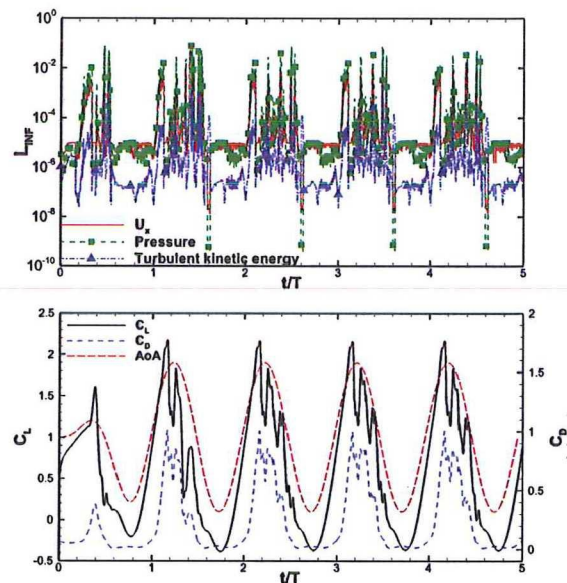 10⁰
10⁻²
10⁻⁴
10⁻⁶
10⁻⁸
10⁻¹⁰
L_INF
U_x
Pressure
Turbulent kinetic energy
0 1 2 3 4 5
t/T
2.5
2
1.5
1
0.5
0
-0.5
C_L
C_L
C_D
AoA
2
1.5
1
0.5
0
C_D
0 1 2 3 4 5
t/T